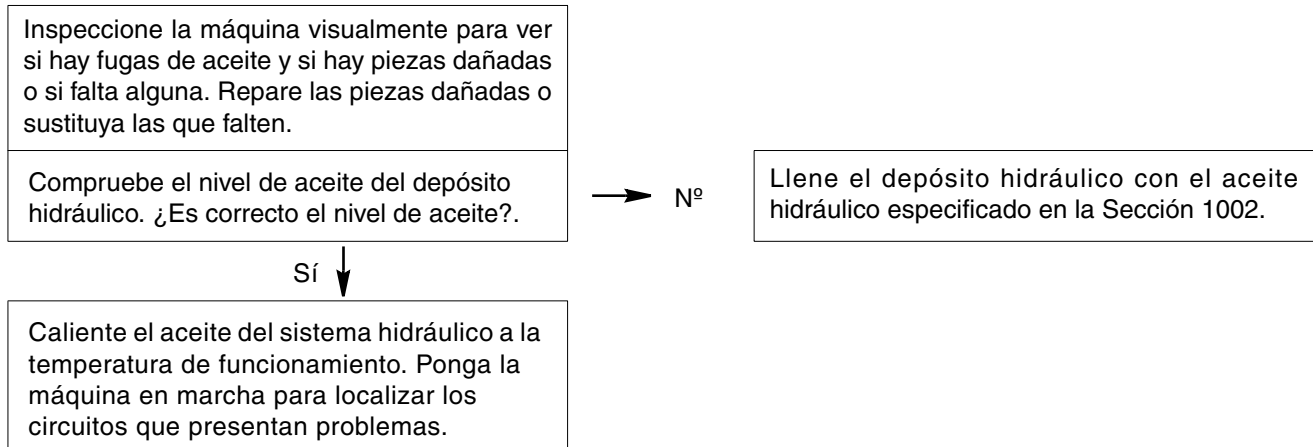 Inspeccione la máquina visualmente para ver
si hay fugas de aceite y si hay piezas dañadas
o si falta alguna. Repare las piezas dañadas o
sustituya las que falten.
Compruebe el nivel de aceite del depósito
hidráulico. ¿Es correcto el nivel de aceite?.
Nº
Llene el depósito hidráulico con el aceite
hidráulico especificado en la Sección 1002.
Sí
Caliente el aceite del sistema hidráulico a la
temperatura de funcionamiento. Ponga la
máquina en marcha para localizar los
circuitos que presentan problemas.